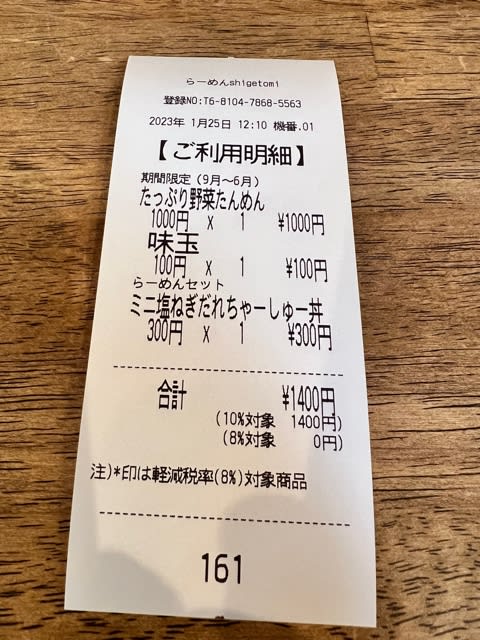 らーめんshigetomi
登録NO:T6-8104-7868-5563
2023年 1月25日 12:10 機番.01
【ご利用明細】
期間限定(9月～6月)
たっぷり野菜たんめん
1000円 x 1 ¥1000円
味玉
100円 x 1 ¥100円
らーめんセット
ミニ塩ねぎだれちゃーしゅー丼
300円 x 1 ¥300円
合計 ¥1400円
(10%対象 1400円)
(8%対象 0円)
注)*印は軽減税率(8%)対象商品
161